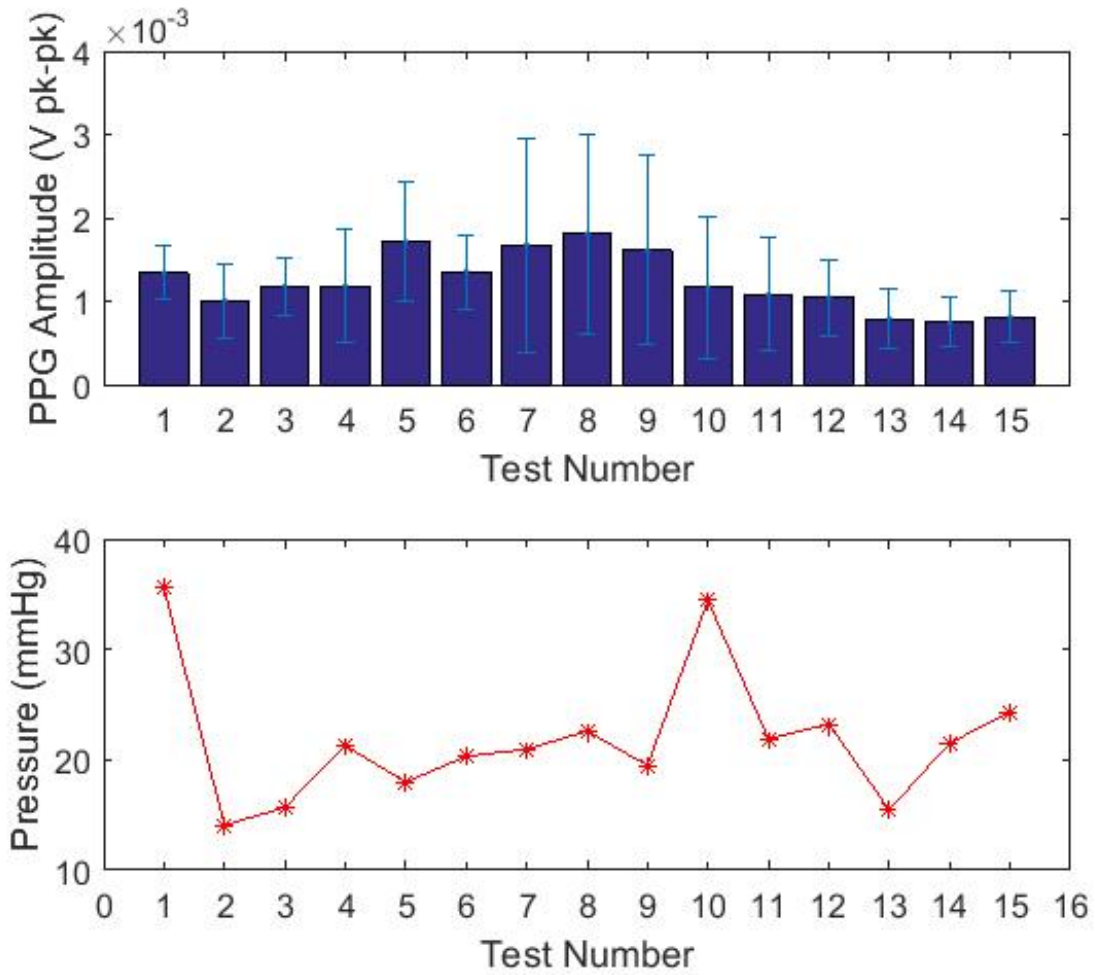 ×10⁻³
4
3
2
1
0
PPG Amplitude (V pk-pk)
1 2 3 4 5 6 7 8 9 10 11 12 13 14 15
Test Number
40
30
20
10
Pressure (mmHg)
0 1 2 3 4 5 6 7 8 9 10 11 12 13 14 15 16
Test Number